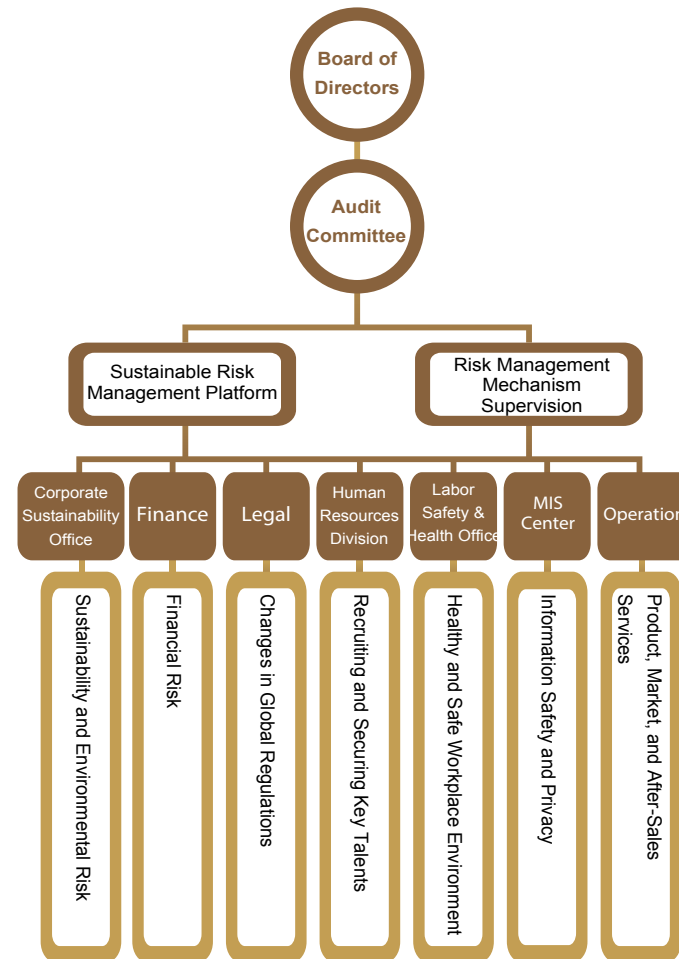 Board of
Directors
Audit
Committee
Sustainable Risk
Management Platform
Risk Management
Mechanism
Supervision
Corporate
Sustainability
Office
Finance
Legal
Human
Resources
Division
Labor
Safety &
Health Office
MIS
Center
Operation
Sustainability and Environmental Risk
Financial Risk
Changes in Global Regulations
Recruiting and Securing Key Talents
Healthy and Safe Workplace Environment
Information Safety and Privacy
Product, Market, and After-Sales
Services